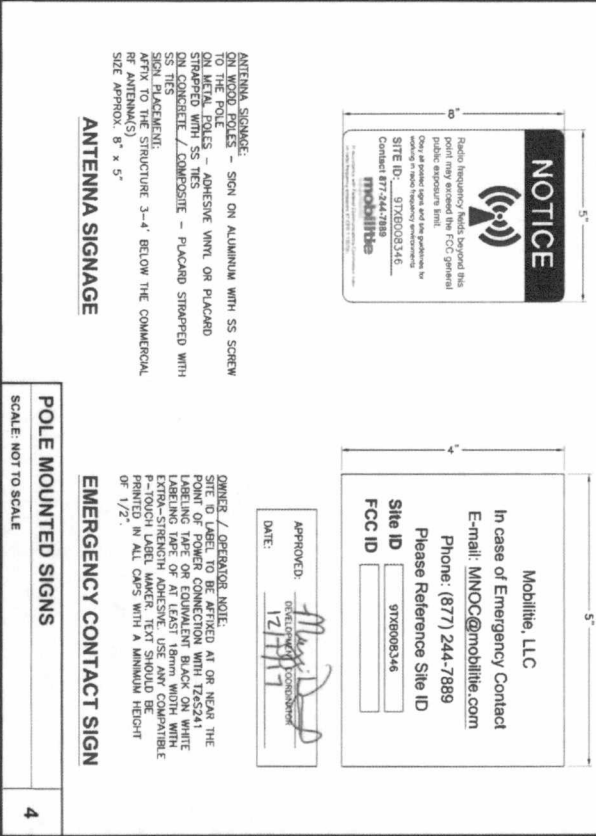 5"
8"
NOTICE
Radio frequency fields beyond this
point may exceed the FCC general
public exposure limit.
Obey all posted signs and site guidelines for
working in radio frequency environments
SITE ID: 9TXB008346
Contact 877-244-7889
mobilitie
ANTENNA SIGNAGE:
ON WOOD POLES – SIGN ON ALUMINUM WITH SS SCREW
TO THE POLE
ON METAL POLES – ADHESIVE VINYL OR PLACARD
STRAPPED WITH SS TIES
ON CONCRETE / COMPOSITE – PLACARD STRAPPED WITH
SS TIES
SIGN PLACEMENT:
AFFIX TO THE STRUCTURE 3–4' BELOW THE COMMERCIAL
RF ANTENNA(S)
SIZE APPROX. 8" x 5"
ANTENNA SIGNAGE
5"
4"
Mobilitie, LLC
In case of Emergency Contact
E-mail: MNOC@mobilitie.com
Phone: (877) 244-7889
Please Reference Site ID
Site ID 9TXB008346
FCC ID
APPROVED:
DEVELOPMENT COORDINATOR
DATE:
OWNER / OPERATOR NOTE:
SITE ID LABEL TO BE AFFIXED AT OR NEAR THE
POINT OF POWER CONNECTION WITH TZeS241
LABELING TAPE OR EQUIVALENT BLACK ON WHITE
LABELING TAPE OF AT LEAST 18mm WIDTH WITH
EXTRA-STRENGTH ADHESIVE. USE ANY COMPATIBLE
P-TOUCH LABEL MAKER. TEXT SHOULD BE
PRINTED IN ALL CAPS WITH A MINIMUM HEIGHT
OF 1/2".
EMERGENCY CONTACT SIGN
POLE MOUNTED SIGNS
SCALE: NOT TO SCALE
4